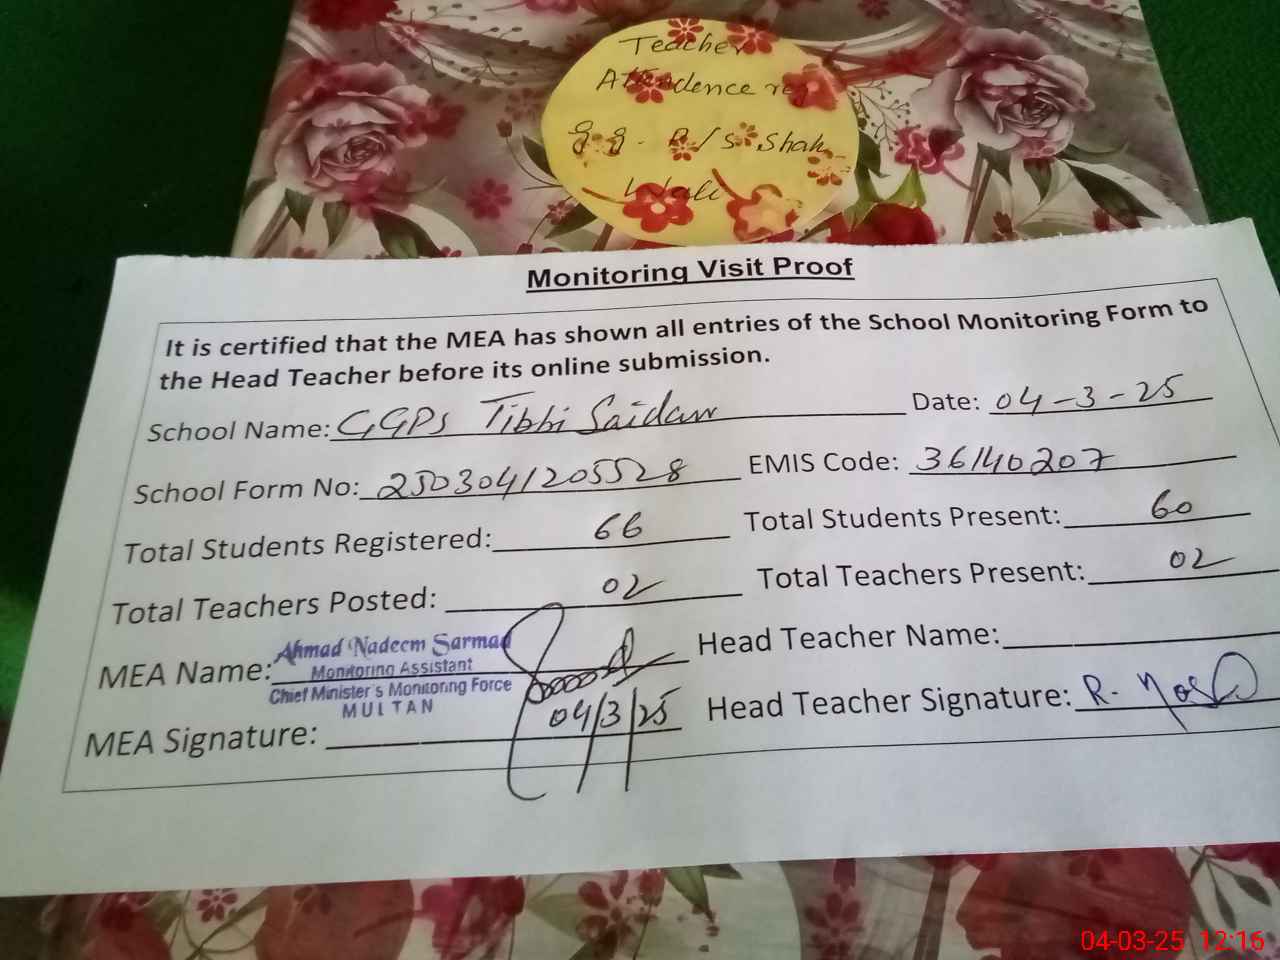 Teacher
Attendence reg
g.g. P/S Shah
Wali
Monitoring Visit Proof
It is certified that the MEA has shown all entries of the School Monitoring Form to
the Head Teacher before its online submission.
School Name: GGPS Tibbi Saidan Date: 04-3-25
School Form No: 2503041205528 EMIS Code: 36140207
Total Students Registered: 66 Total Students Present: 60
Total Teachers Posted: 02 Total Teachers Present: 02
MEA Name: Ahmad Nadeem Sarmad Head Teacher Name:
Monitoring Assistant
Chief Minister's Monitoring Force
MULTAN
MEA Signature: 04/3/25 Head Teacher Signature: R.
04-03-25 12:16